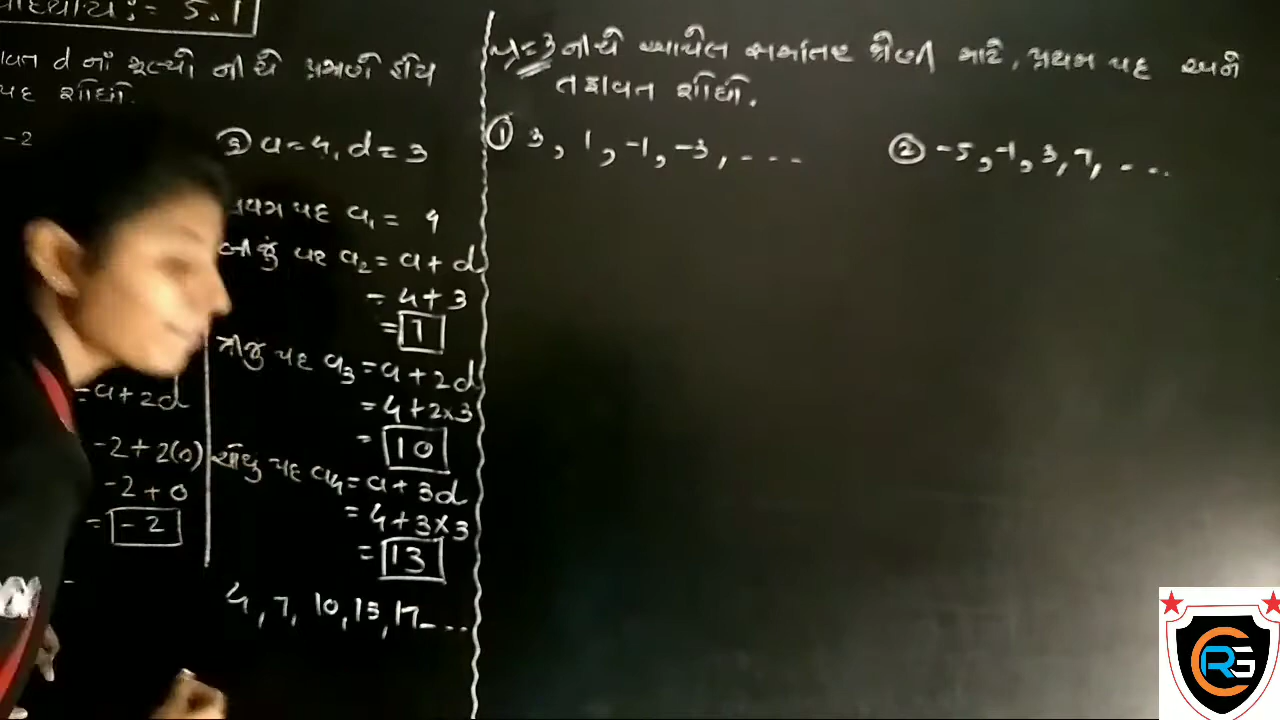 સ્વાધ્યાય := 5.1
d નાં મૂલ્યો નીચે પ્રમાણે હોય
પદ શોધો.
-2
③ a = 4, d = 3
પ્રથમ પદ a₁ = 4
બીજું પદ a₂ = a + d
= 4 + 3
= 7
ત્રીજુ પદ a₃ = a + 2d
= 4 + 2×3
= 10
ચોથુ પદ a₄ = a + 3d
= 4 + 3×3
= 13
4, 7, 10, 13, 17 - ...
= a + 2d
-2 + 2(0)
-2 + 0
= -2
પ્ર = 3 નીચે આપેલ સમાંતર શ્રેણી માટે, પ્રથમ પદ અને
તફાવત શોધો.
① 3, 1, -1, -3, - - - -
② -5, -1, 3, 7, - - - .
RG